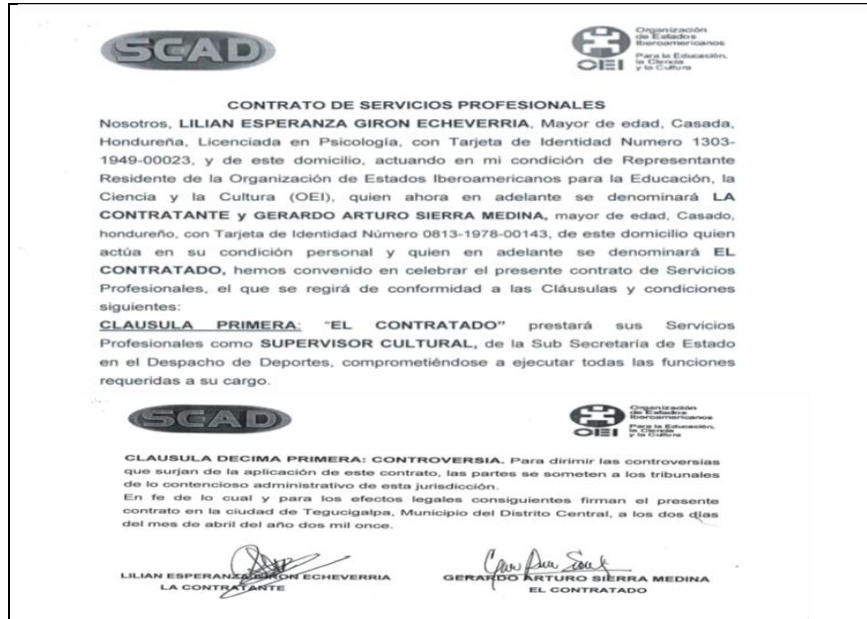 SCAD
Organización
de Estados
Iberoamericanos
Para la Educación,
la Ciencia
y la Cultura
OEI
CONTRATO DE SERVICIOS PROFESIONALES
Nosotros, LILIAN ESPERANZA GIRON ECHEVERRIA, Mayor de edad, Casada,
Hondureña, Licenciada en Psicología, con Tarjeta de Identidad Numero 1303-
1949-00023, y de este domicilio, actuando en mi condición de Representante
Residente de la Organización de Estados Iberoamericanos para la Educación, la
Ciencia y la Cultura (OEI), quien ahora en adelante se denominará LA
CONTRATANTE y GERARDO ARTURO SIERRA MEDINA, mayor de edad, Casado,
hondureño, con Tarjeta de Identidad Número 0813-1978-00143, de este domicilio quien
actúa en su condición personal y quien en adelante se denominará EL
CONTRATADO, hemos convenido en celebrar el presente contrato de Servicios
Profesionales, el que se regirá de conformidad a las Cláusulas y condiciones
siguientes:
CLAUSULA PRIMERA: "EL CONTRATADO" prestará sus Servicios
Profesionales como SUPERVISOR CULTURAL, de la Sub Secretaría de Estado
en el Despacho de Deportes, comprometiéndose a ejecutar todas las funciones
requeridas a su cargo.
SCAD
Organización
de Estados
Iberoamericanos
Para la Educación,
la Ciencia
y la Cultura
OEI
CLAUSULA DECIMA PRIMERA: CONTROVERSIA. Para dirimir las controversias
que surjan de la aplicación de este contrato, las partes se someten a los tribunales
de lo contencioso administrativo de esta jurisdicción.
En fe de lo cual y para los efectos legales consiguientes firman el presente
contrato en la ciudad de Tegucigalpa, Municipio del Distrito Central, a los dos días
del mes de abril del año dos mil once.
LILIAN ESPERANZA GIRON ECHEVERRIA
LA CONTRATANTE
GERARDO ARTURO SIERRA MEDINA
EL CONTRATADO